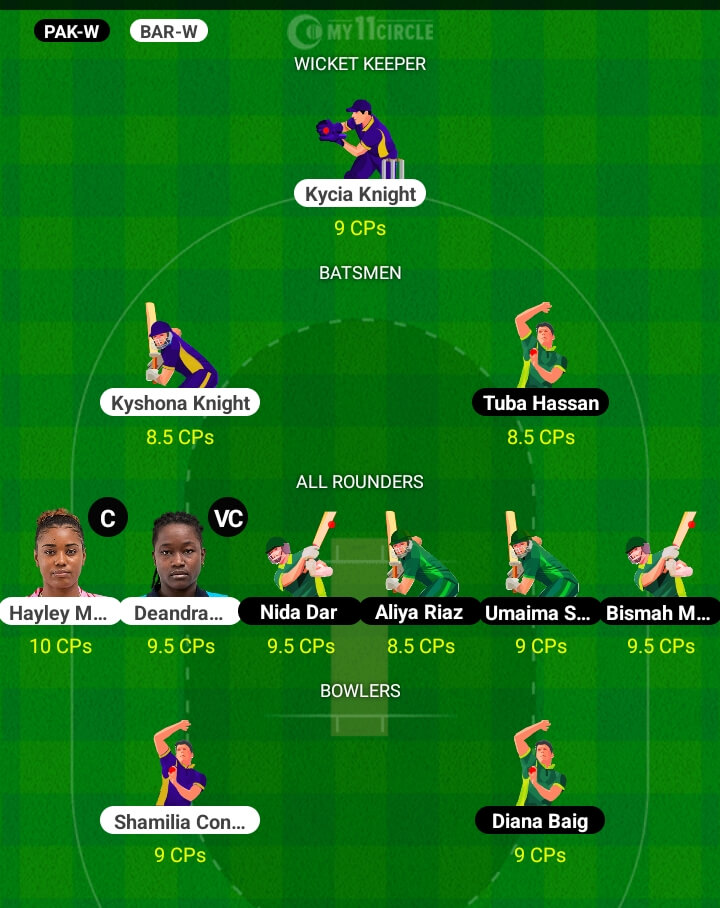 PAK-W BAR-W MY11CIRCLE
WICKET KEEPER
Kycia Knight
9 CPs
BATSMEN
Kyshona Knight Tuba Hassan
8.5 CPs 8.5 CPs
ALL ROUNDERS
C VC
Hayley M... Deandra... Nida Dar Aliya Riaz Umaima S... Bismah M...
10 CPs 9.5 CPs 9.5 CPs 8.5 CPs 9 CPs 9.5 CPs
BOWLERS
Shamilia Con... Diana Baig
9 CPs 9 CPs